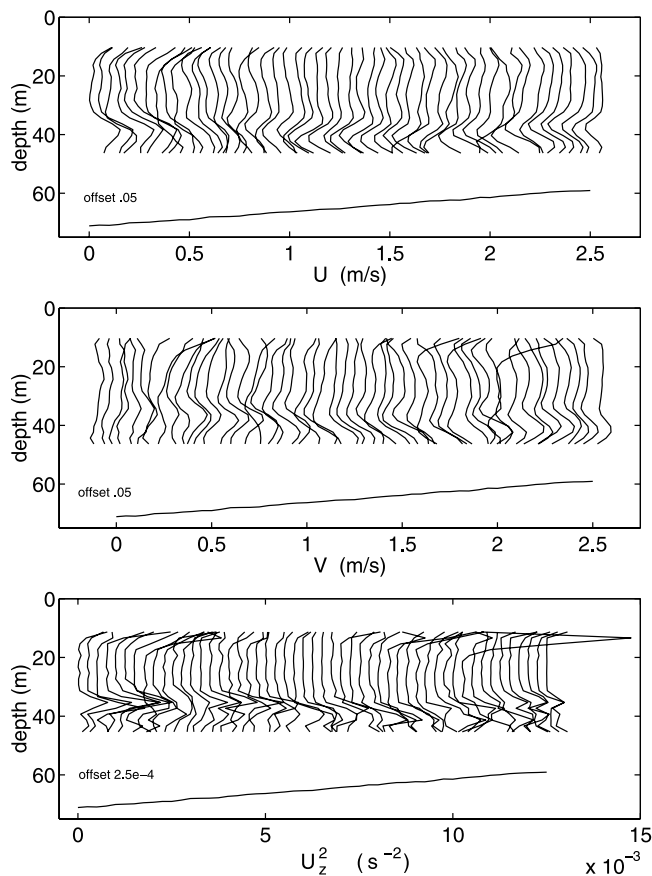 0
20
40
60
depth (m)
offset .05
0 0.5 1 1.5 2 2.5
U (m/s)
0
20
40
60
depth (m)
offset .05
0 0.5 1 1.5 2 2.5
V (m/s)
0
20
40
60
depth (m)
offset 2.5e−4
0 5 10 15
U_z^2 (s^{-2})
x 10^{-3}